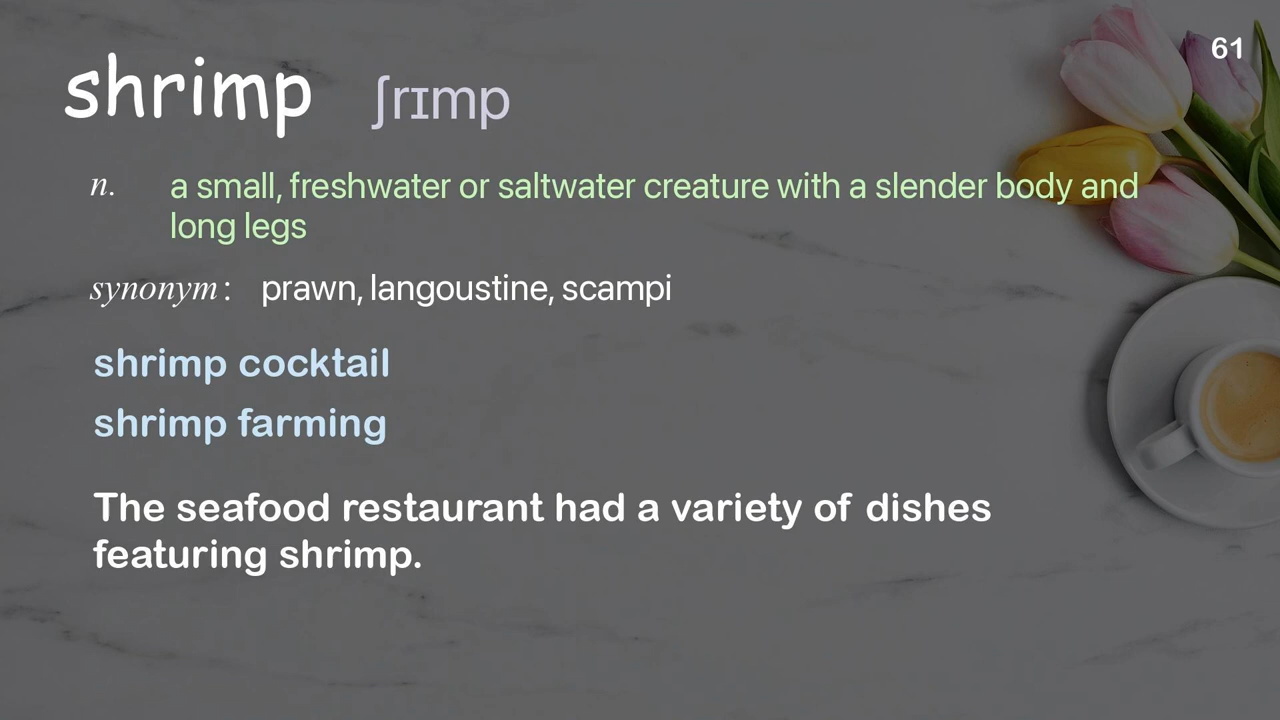 61
shrimp ʃrɪmp
n. a small, freshwater or saltwater creature with a slender body and
long legs
synonym: prawn, langoustine, scampi
shrimp cocktail
shrimp farming
The seafood restaurant had a variety of dishes
featuring shrimp.